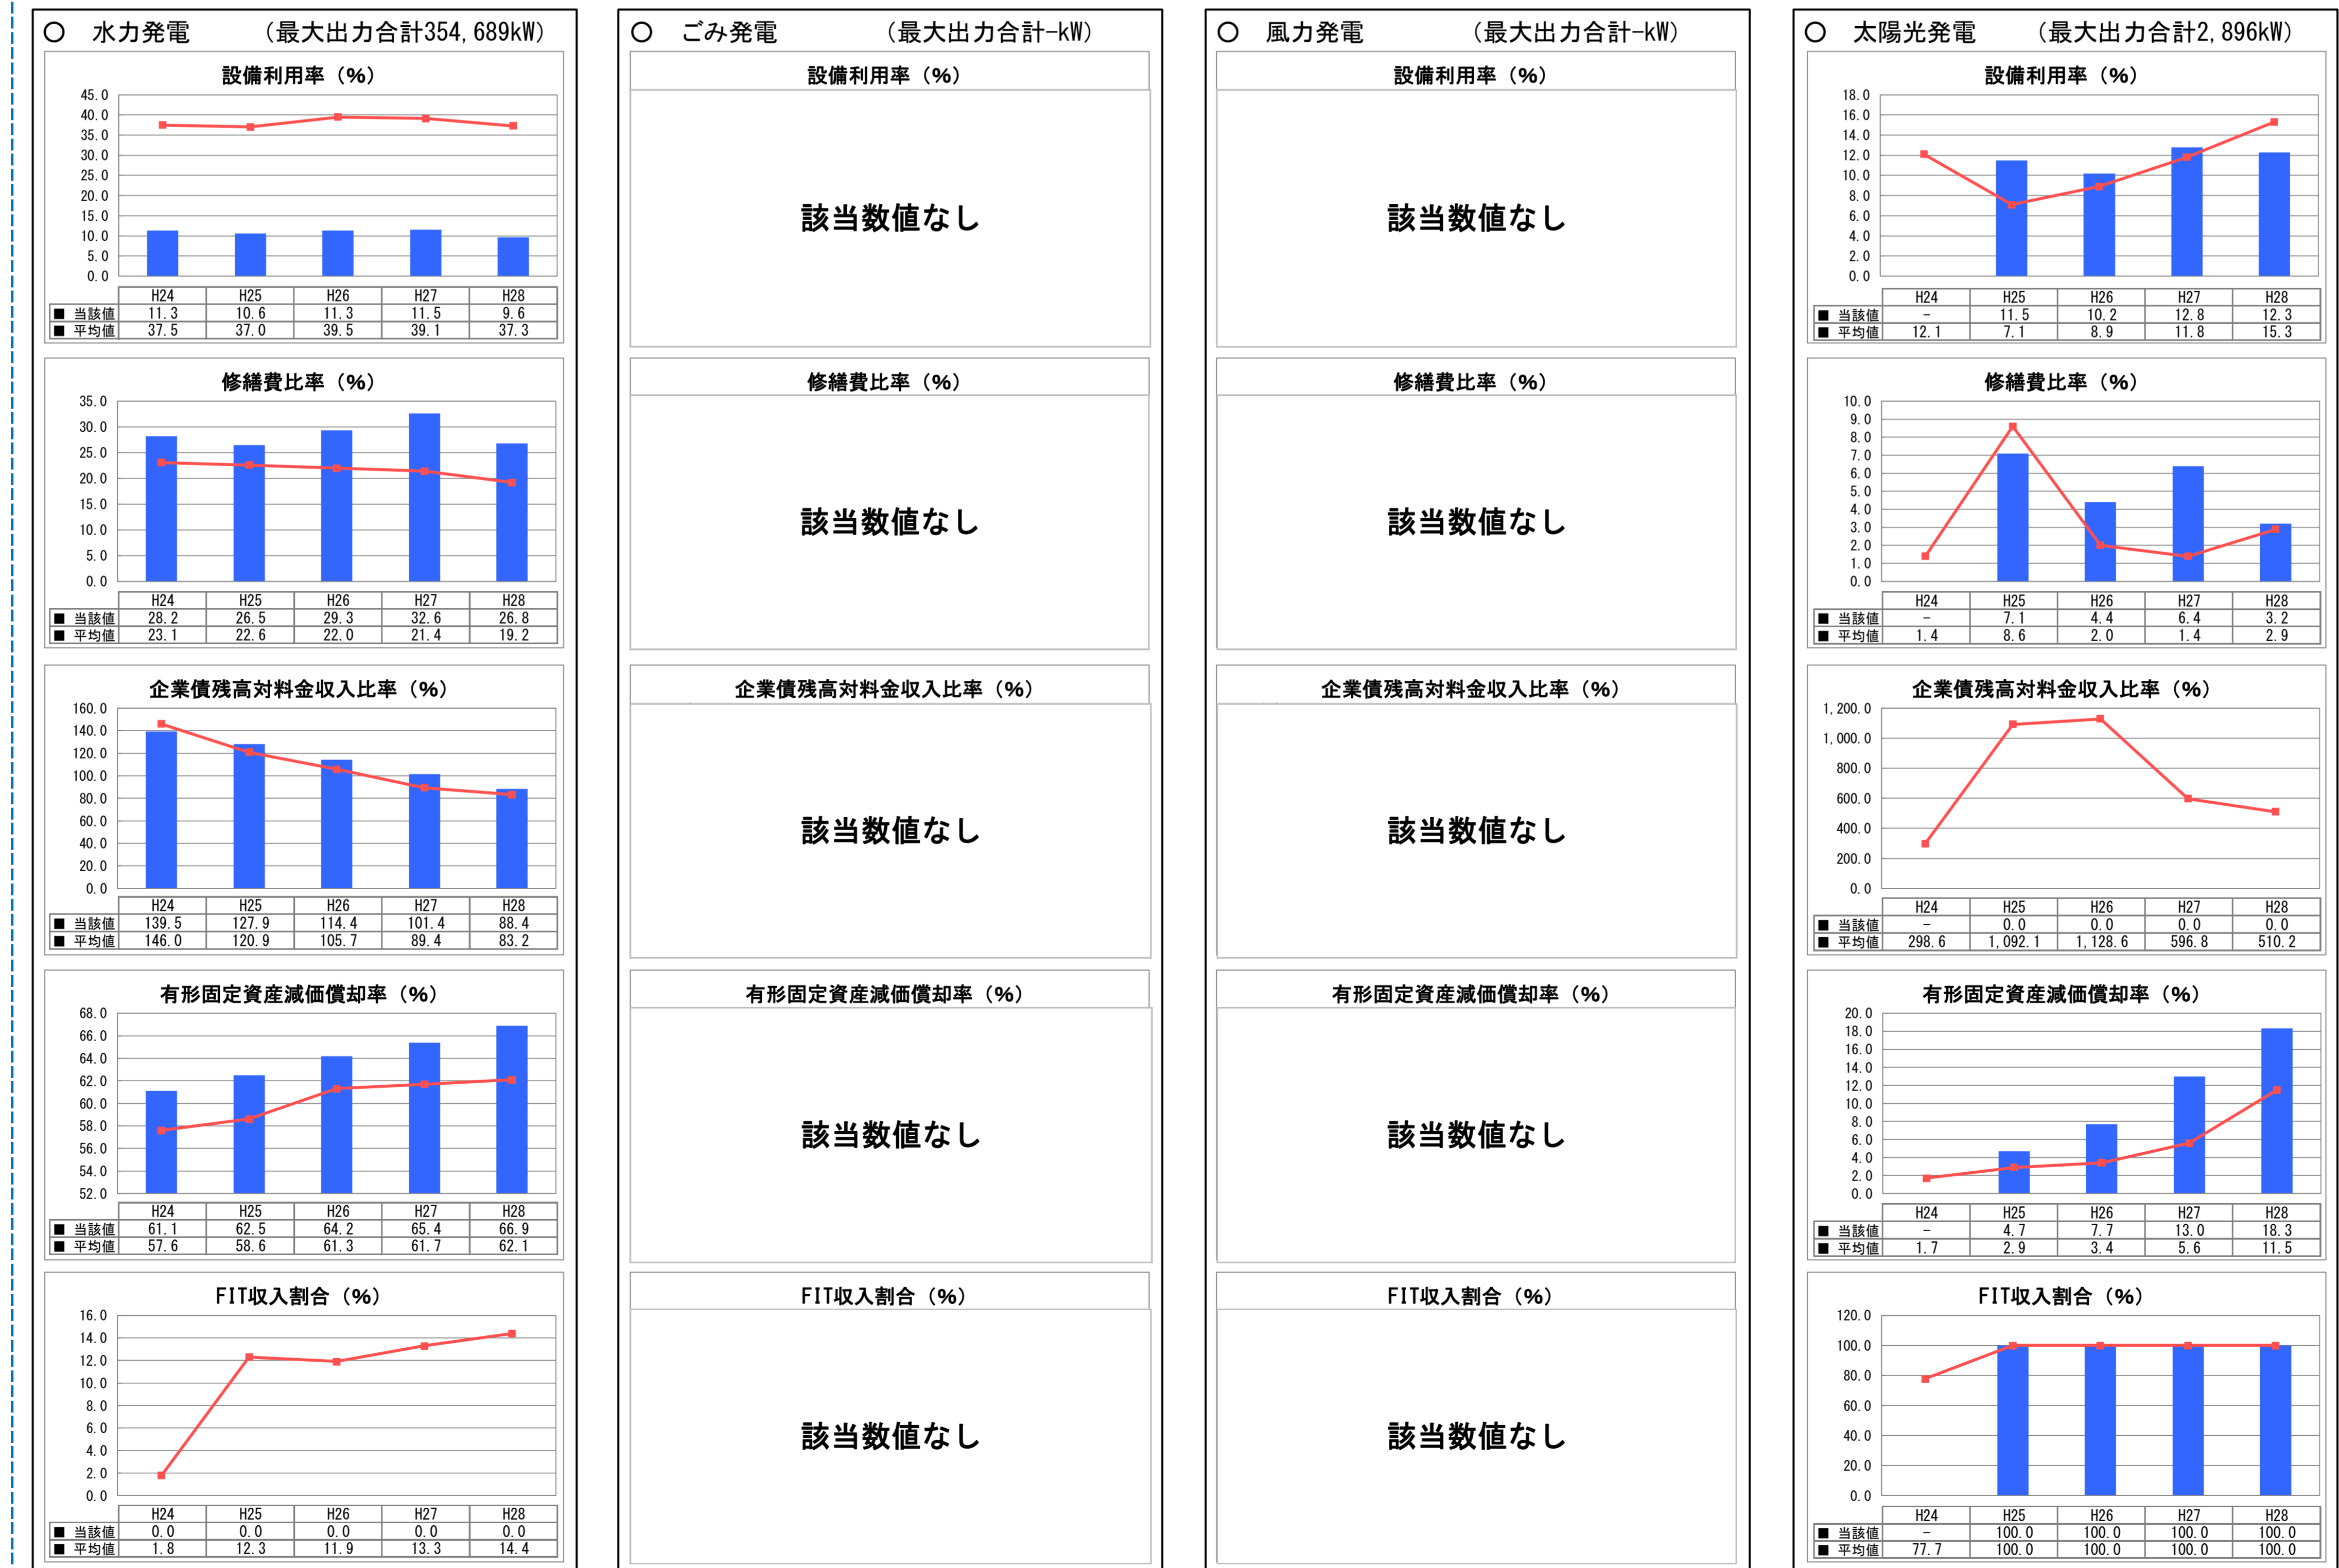 ○ 水力発電 （最大出力合計354,689kW）
設備利用率（%）
45.0
40.0
35.0
30.0
25.0
20.0
15.0
10.0
5.0
0.0
H24 H25 H26 H27 H28
■ 当該値 11.3 10.6 11.3 11.5 9.6
■ 平均値 37.5 37.0 39.5 39.1 37.3
修繕費比率（%）
35.0
30.0
25.0
20.0
15.0
10.0
5.0
0.0
H24 H25 H26 H27 H28
■ 当該値 28.2 26.5 29.3 32.6 26.8
■ 平均値 23.1 22.6 22.0 21.4 19.2
企業債残高対料金収入比率（%）
160.0
140.0
120.0
100.0
80.0
60.0
40.0
20.0
0.0
H24 H25 H26 H27 H28
■ 当該値 139.5 127.9 114.4 101.4 88.4
■ 平均値 146.0 120.9 105.7 89.4 83.2
有形固定資産減価償却率（%）
68.0
66.0
64.0
62.0
60.0
58.0
56.0
54.0
52.0
H24 H25 H26 H27 H28
■ 当該値 61.1 62.5 64.2 65.4 66.9
■ 平均値 57.6 58.6 61.3 61.7 62.1
FIT収入割合（%）
16.0
14.0
12.0
10.0
8.0
6.0
4.0
2.0
0.0
H24 H25 H26 H27 H28
■ 当該値 0.0 0.0 0.0 0.0 0.0
■ 平均値 1.8 12.3 11.9 13.3 14.4
○ ごみ発電 （最大出力合計-kW）
設備利用率（%）
該当数値なし
修繕費比率（%）
該当数値なし
企業債残高対料金収入比率（%）
該当数値なし
有形固定資産減価償却率（%）
該当数値なし
FIT収入割合（%）
該当数値なし
○ 風力発電 （最大出力合計-kW）
設備利用率（%）
該当数値なし
修繕費比率（%）
該当数値なし
企業債残高対料金収入比率（%）
該当数値なし
有形固定資産減価償却率（%）
該当数値なし
FIT収入割合（%）
該当数値なし
○ 太陽光発電 （最大出力合計2,896kW）
設備利用率（%）
18.0
16.0
14.0
12.0
10.0
8.0
6.0
4.0
2.0
0.0
H24 H25 H26 H27 H28
■ 当該値 - 11.5 10.2 12.8 12.3
■ 平均値 12.1 7.1 8.9 11.8 15.3
修繕費比率（%）
10.0
9.0
8.0
7.0
6.0
5.0
4.0
3.0
2.0
1.0
0.0
H24 H25 H26 H27 H28
■ 当該値 - 7.1 4.4 6.4 3.2
■ 平均値 1.4 8.6 2.0 1.4 2.9
企業債残高対料金収入比率（%）
1,200.0
1,000.0
800.0
600.0
400.0
200.0
0.0
H24 H25 H26 H27 H28
■ 当該値 - 0.0 0.0 0.0 0.0
■ 平均値 298.6 1,092.1 1,128.6 596.8 510.2
有形固定資産減価償却率（%）
20.0
18.0
16.0
14.0
12.0
10.0
8.0
6.0
4.0
2.0
0.0
H24 H25 H26 H27 H28
■ 当該値 - 4.7 7.7 13.0 18.3
■ 平均値 1.7 2.9 3.4 5.6 11.5
FIT収入割合（%）
120.0
100.0
80.0
60.0
40.0
20.0
0.0
H24 H25 H26 H27 H28
■ 当該値 - 100.0 100.0 100.0 100.0
■ 平均値 77.7 100.0 100.0 100.0 100.0